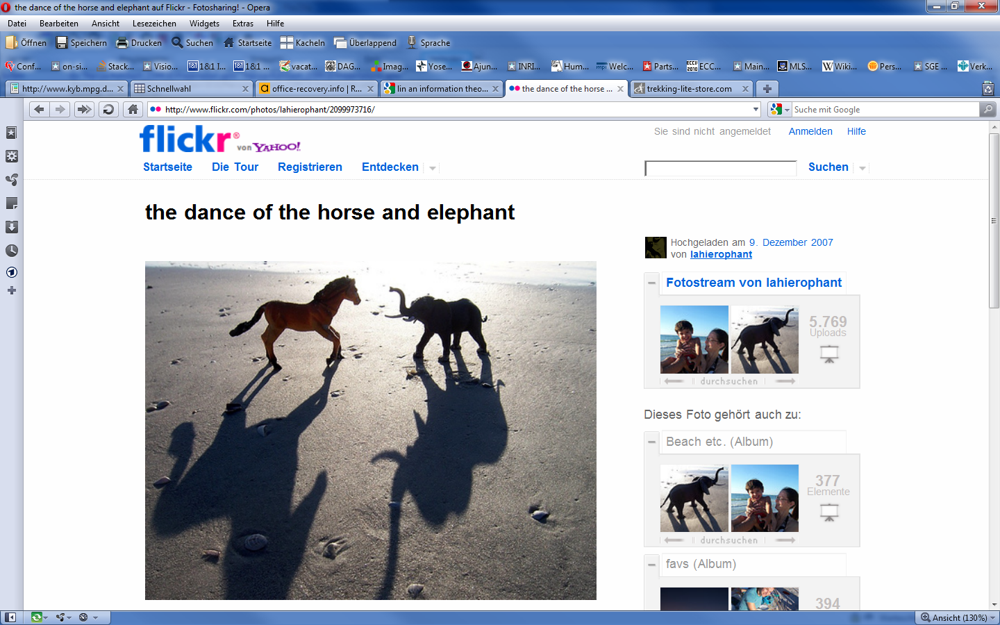 the dance of the horse and elephant auf Flickr - Fotosharing! - Opera
Datei Bearbeiten Ansicht Lesezeichen Widgets Extras Hilfe
Öffnen Speichern Drucken Suchen Startseite Kacheln Überlappend Sprache
Conf... on-si... Stack... Visio... 1&1 I... 1&1 ... vacat... DAG... Imag... Yose... Ajun... INRI... Hum... mpi Welc... Parts... ECCV 2010 ECC... Main... MLS... W Wiki... Pers... SGE ... Verk...
http://www.kyb.mpg.d... Schnellwahl office-recovery.info | R... lin an information theo... the dance of the horse ... trekking-lite-store.com
http://www.flickr.com/photos/lahierophant/2099973716/ Suche mit Google
flickr® von YAHOO!
Sie sind nicht angemeldet Anmelden Hilfe
Startseite Die Tour Registrieren Entdecken Suchen
the dance of the horse and elephant
Hochgeladen am 9. Dezember 2007
von lahierophant
Fotostream von lahierophant
5.769
Uploads
durchsuchen
Dieses Foto gehört auch zu:
Beach etc. (Album)
377
Elemente
durchsuchen
favs (Album)
394
Ansicht (130%)